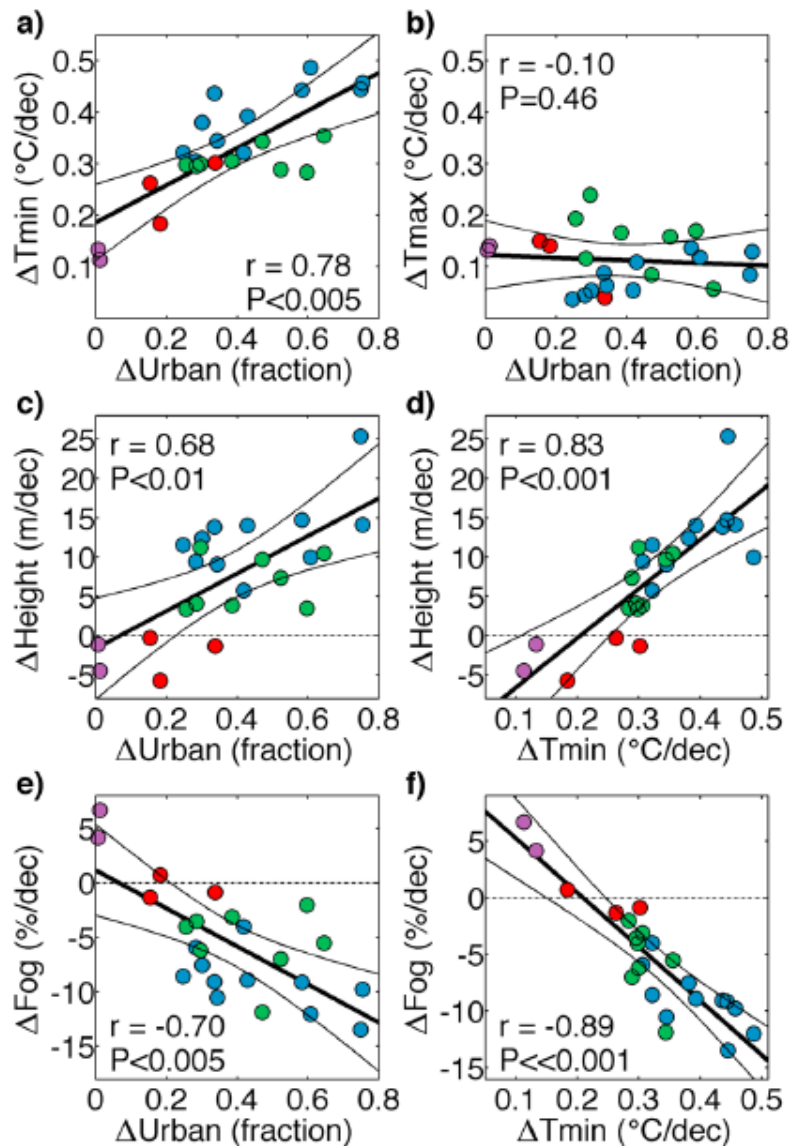 a)
ΔTmin (°C/dec)
0.5
0.4
0.3
0.2
0.1
r = 0.78
P<0.005
0 0.2 0.4 0.6 0.8
ΔUrban (fraction)
b)
ΔTmax (°C/dec)
0.5
0.4
0.3
0.2
0.1
r = -0.10
P=0.46
0 0.2 0.4 0.6 0.8
ΔUrban (fraction)
c)
ΔHeight (m/dec)
25
20
15
10
5
0
-5
r = 0.68
P<0.01
0 0.2 0.4 0.6 0.8
ΔUrban (fraction)
d)
ΔHeight (m/dec)
25
20
15
10
5
0
-5
r = 0.83
P<0.001
0.1 0.2 0.3 0.4 0.5
ΔTmin (°C/dec)
e)
ΔFog (%/dec)
5
0
-5
-10
-15
r = -0.70
P<0.005
0 0.2 0.4 0.6 0.8
ΔUrban (fraction)
f)
ΔFog (%/dec)
5
0
-5
-10
-15
r = -0.89
P<<0.001
0.1 0.2 0.3 0.4 0.5
ΔTmin (°C/dec)